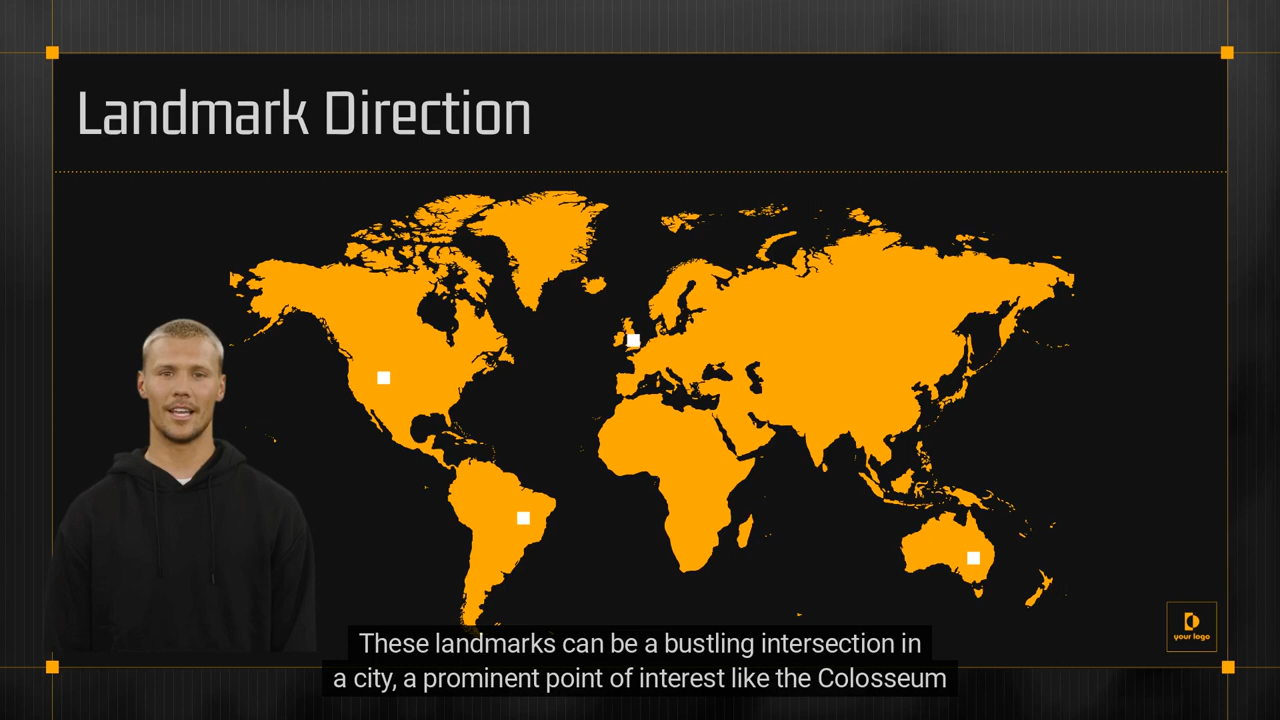 Landmark Direction
your logo
These landmarks can be a bustling intersection in
a city, a prominent point of interest like the Colosseum